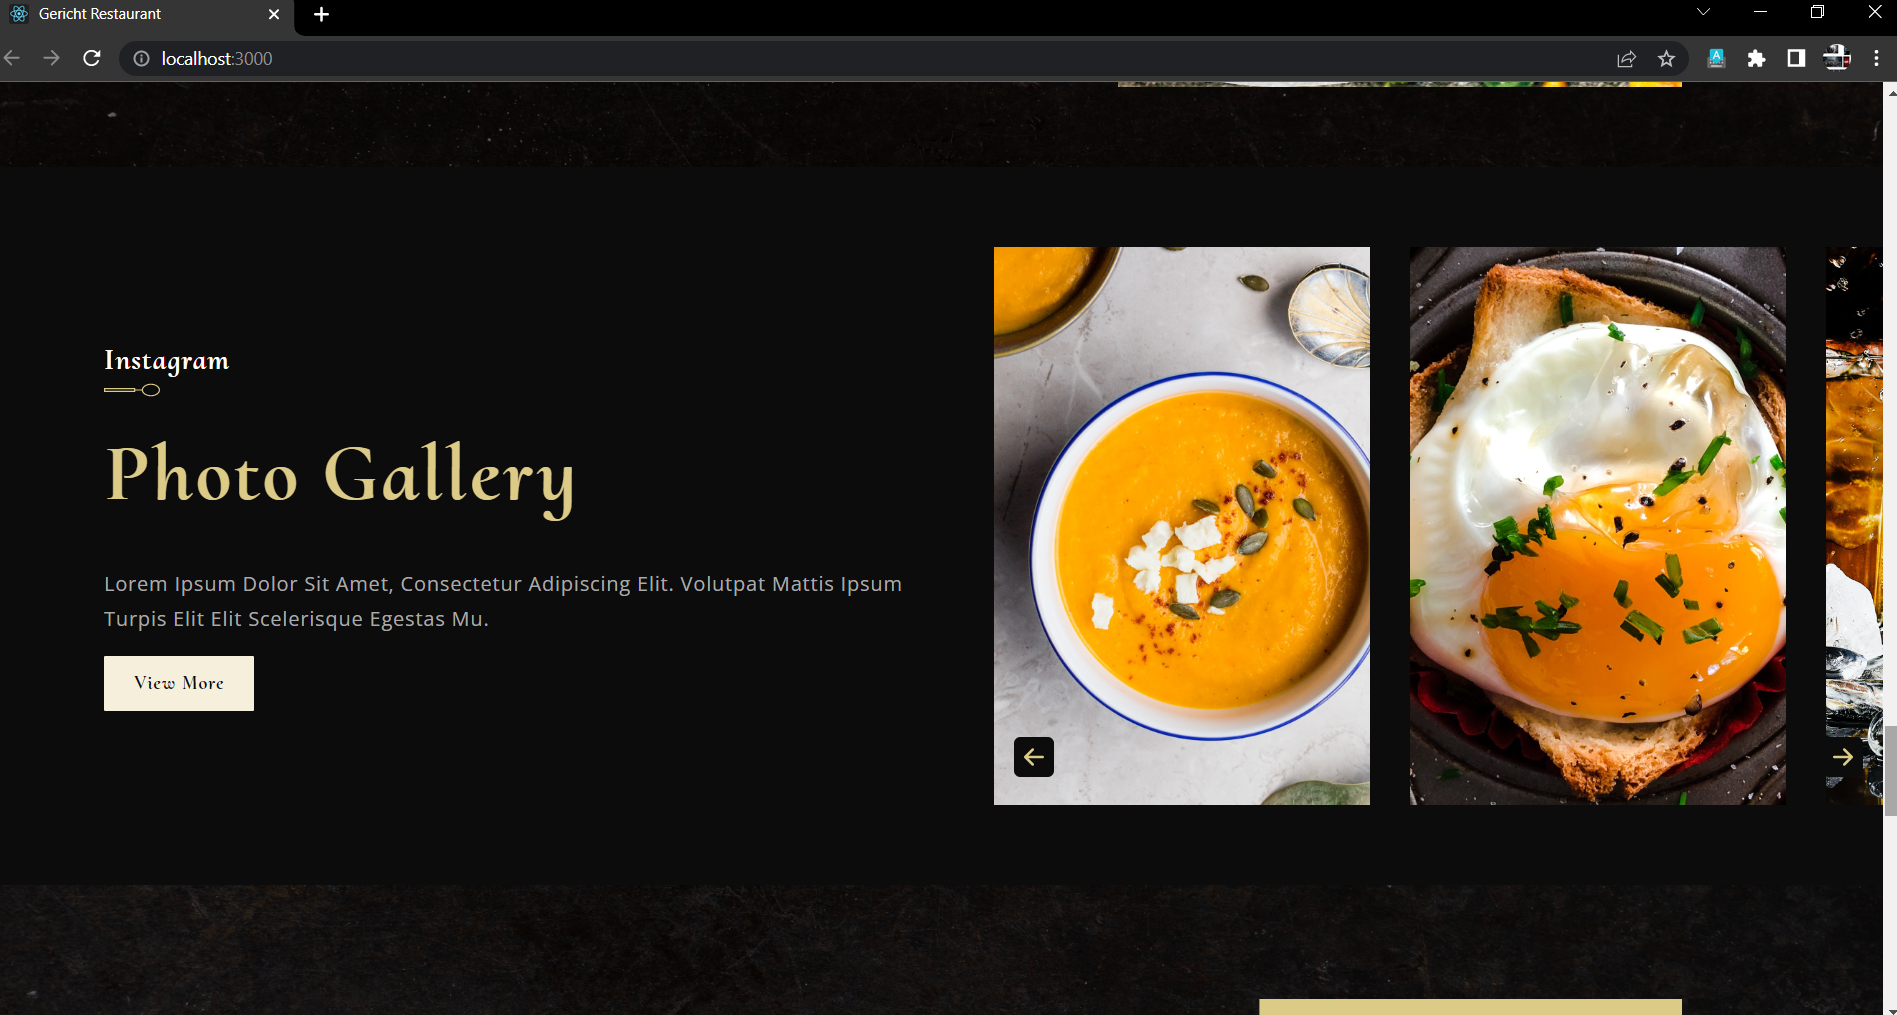 Gericht Restaurant
localhost:3000
Instagram
Photo Gallery
Lorem Ipsum Dolor Sit Amet, Consectetur Adipiscing Elit. Volutpat Mattis Ipsum
Turpis Elit Elit Scelerisque Egestas Mu.
View More